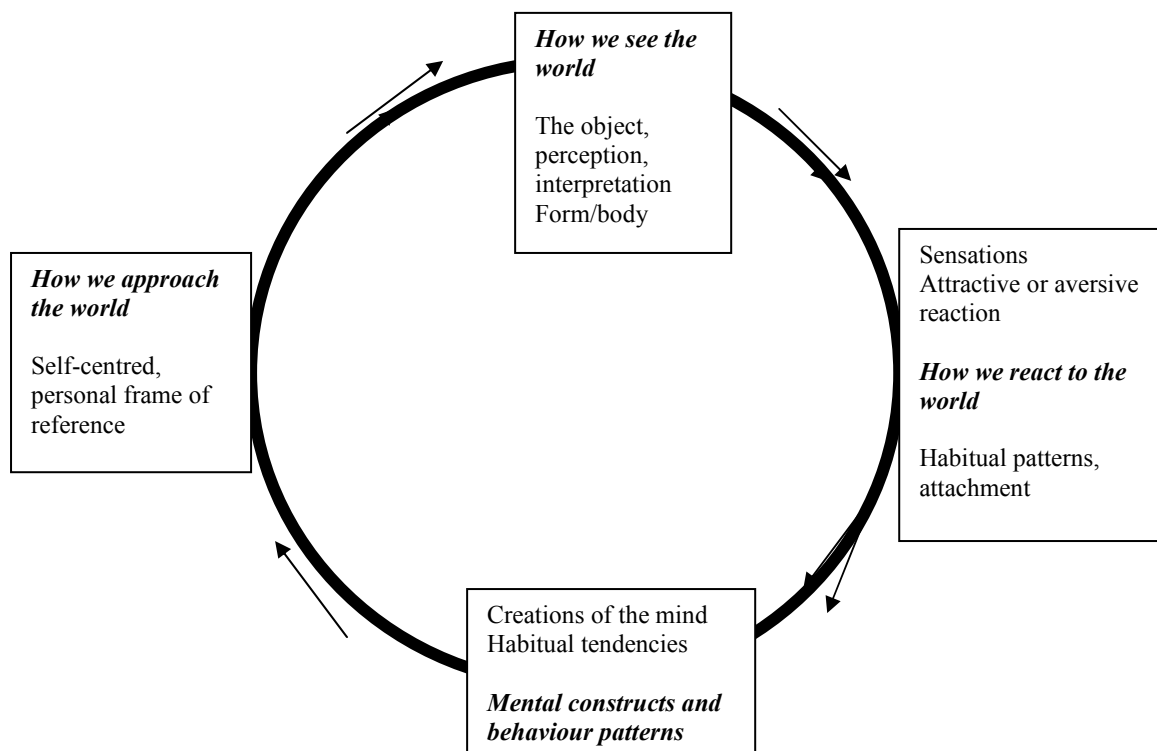 How we see the
world
The object,
perception,
interpretation
Form/body
Sensations
Attractive or aversive
reaction
How we react to the
world
Habitual patterns,
attachment
Creations of the mind
Habitual tendencies
Mental constructs and
behaviour patterns
How we approach
the world
Self-centred,
personal frame of
reference